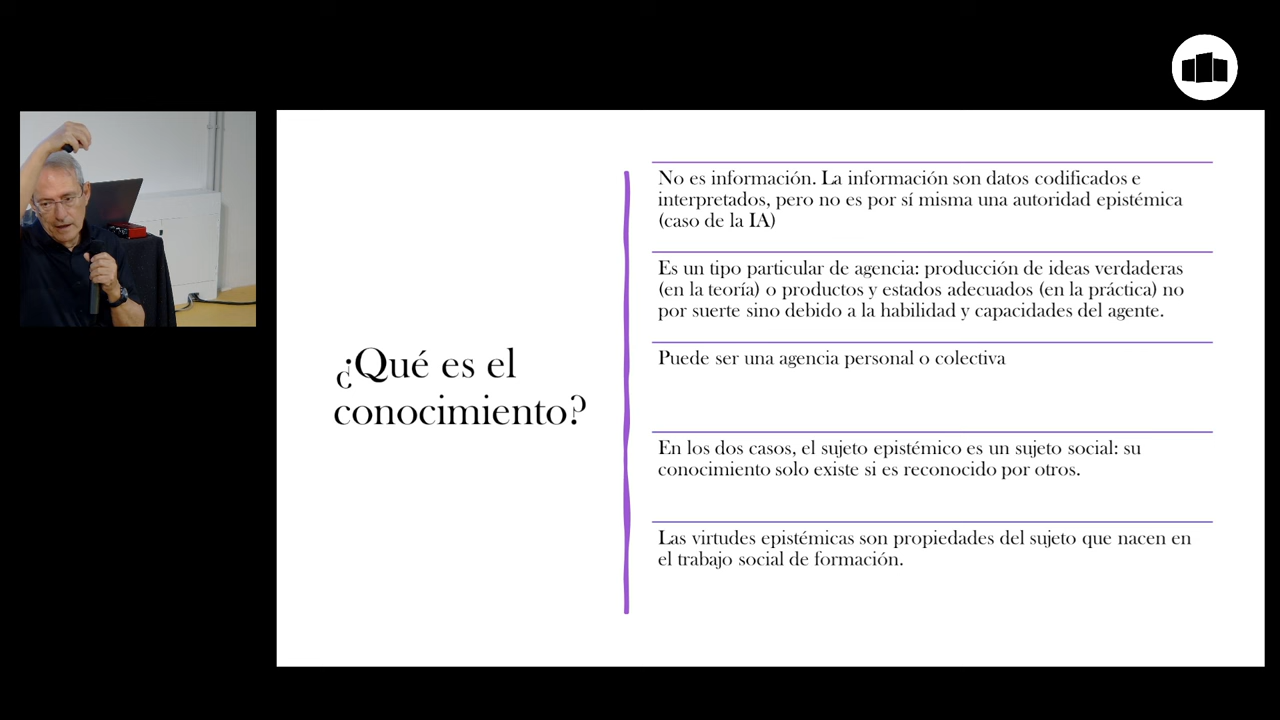 ¿Qué es el
conocimiento?
No es información. La información son datos codificados e
interpretados, pero no es por sí misma una autoridad epistémica
(caso de la IA)
Es un tipo particular de agencia: producción de ideas verdaderas
(en la teoría) o productos y estados adecuados (en la práctica) no
por suerte sino debido a la habilidad y capacidades del agente.
Puede ser una agencia personal o colectiva
En los dos casos, el sujeto epistémico es un sujeto social: su
conocimiento solo existe si es reconocido por otros.
Las virtudes epistémicas son propiedades del sujeto que nacen en
el trabajo social de formación.